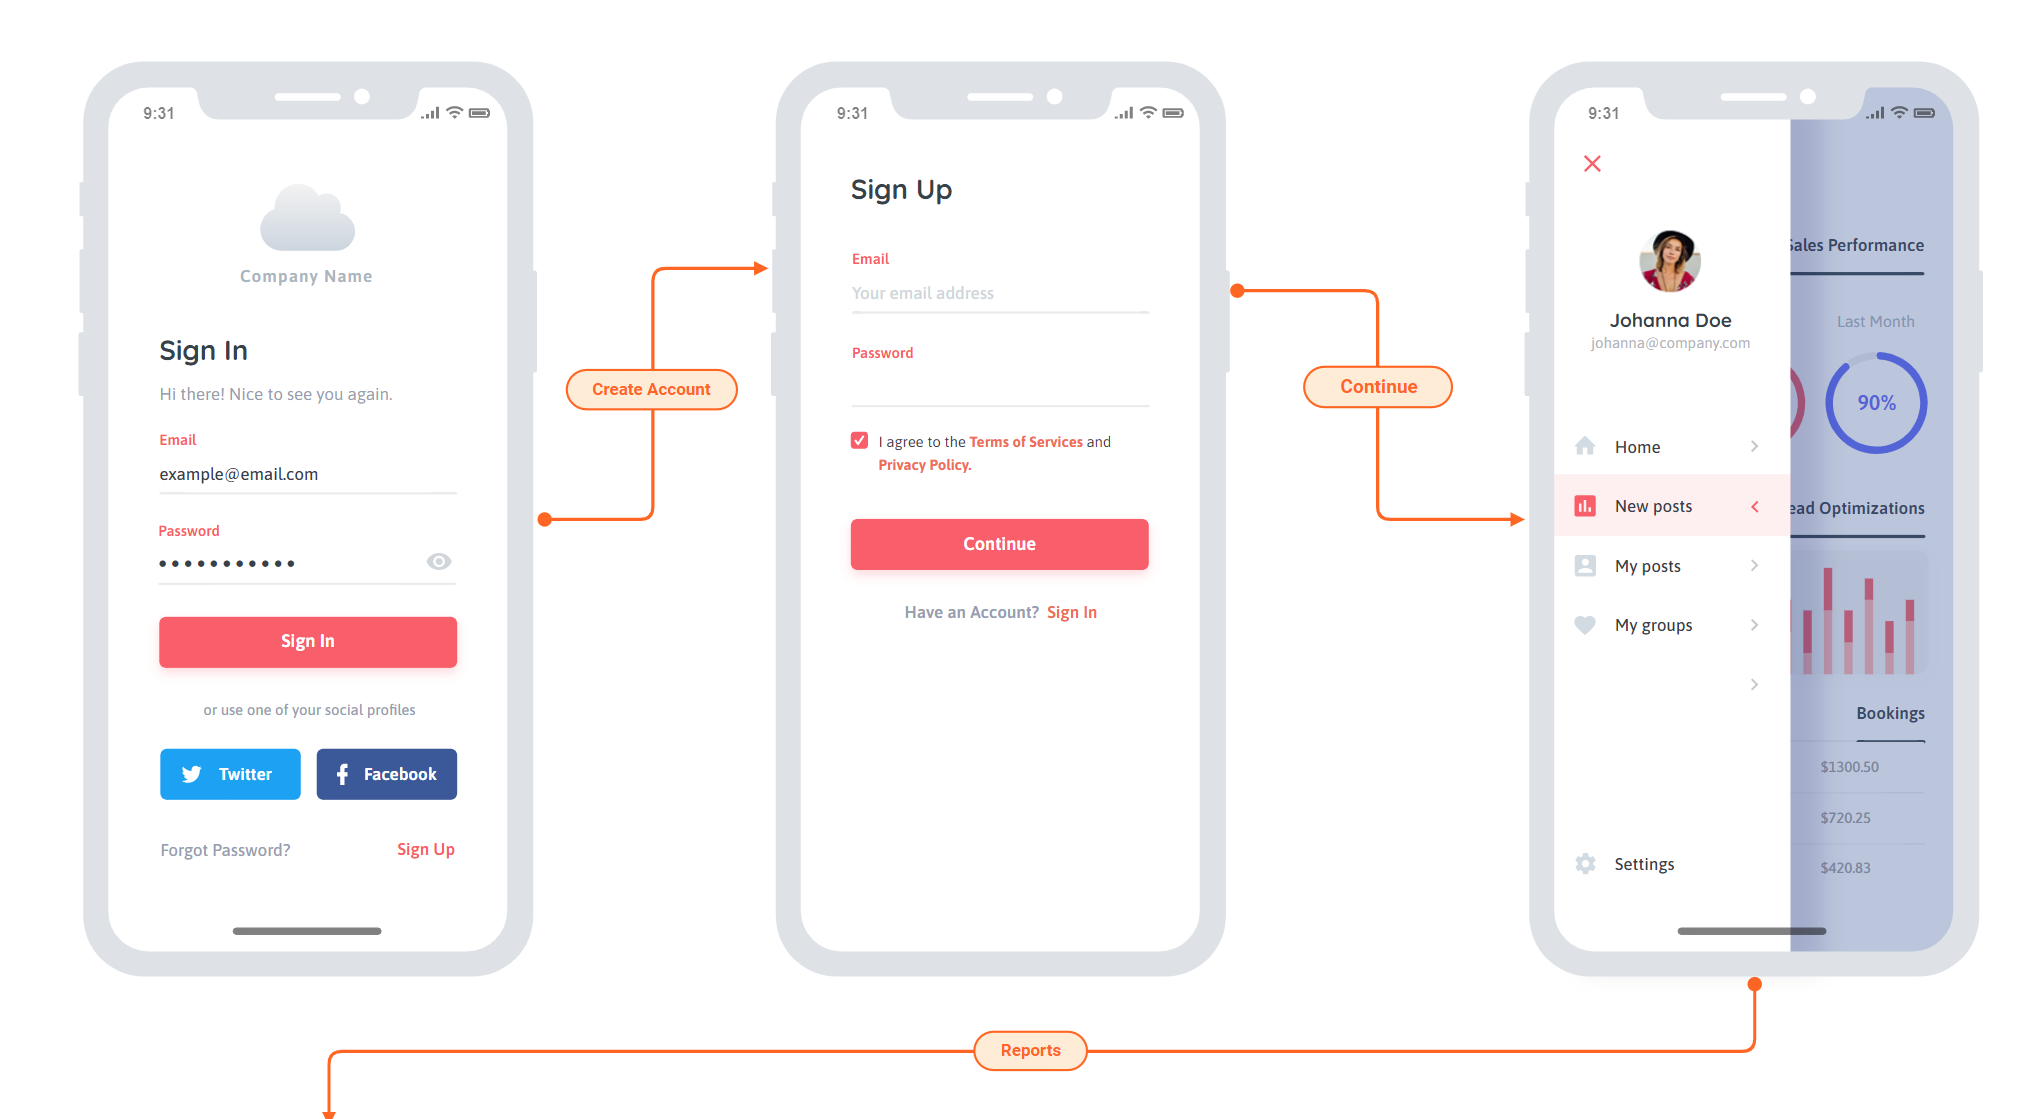 9:31
Company Name
Sign In
Hi there! Nice to see you again.
Email
example@email.com
Password
Sign In
or use one of your social profiles
Twitter
Facebook
Forgot Password?
Sign Up
Create Account
9:31
Sign Up
Email
Your email address
Password
I agree to the Terms of Services and
Privacy Policy.
Continue
Have an Account? Sign In
Continue
9:31
Johanna Doe
johanna@company.com
Home
New posts
My posts
My groups
Settings
Sales Performance
Last Month
90%
ead Optimizations
Bookings
$1300.50
$720.25
$420.83
Reports